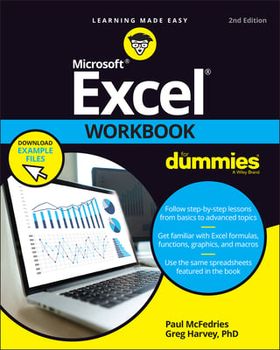 LEARNING MADE EASY
2nd Edition
Microsoft®
Excel®
WORKBOOK
for
dummies®
A Wiley Brand
DOWNLOAD
EXAMPLE
FILES
Follow step-by-step lessons
from basics to advanced topics
Get familiar with Excel formulas,
functions, graphics, and macros
Use the same spreadsheets
featured in the book
Paul McFedries
Greg Harvey, PhD